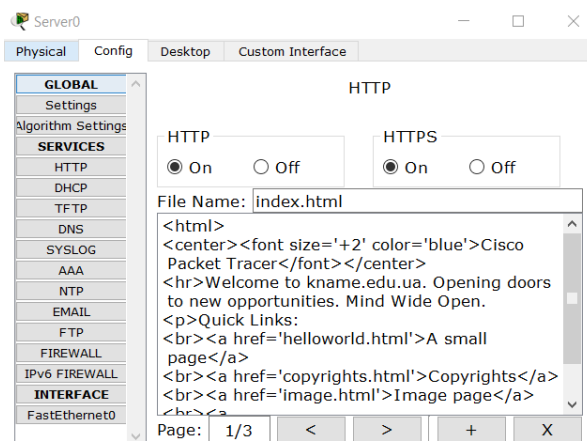 Server0
Physical Config Desktop Custom Interface
GLOBAL
Settings
Algorithm Settings
SERVICES
HTTP
DHCP
TFTP
DNS
SYSLOG
AAA
NTP
EMAIL
FTP
FIREWALL
IPv6 FIREWALL
INTERFACE
FastEthernet0
HTTP
HTTP
On Off
HTTPS
On Off
File Name: index.html
<html>
<center><font size='+2' color='blue'>Cisco
Packet Tracer</font></center>
<hr>Welcome to kname.edu.ua. Opening doors
to new opportunities. Mind Wide Open.
<p>Quick Links:
<br><a href='helloworld.html'>A small
page</a>
<br><a href='copyrights.html'>Copyrights</a>
<br><a href='image.html'>Image page</a>
<br><a
Page: 1/3 < > + X